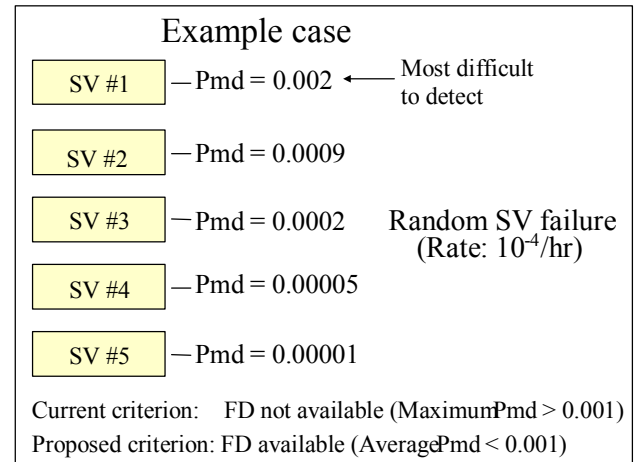 Example case
SV #1 — Pmd = 0.002
Most difficult
to detect
SV #2 — Pmd = 0.0009
SV #3 — Pmd = 0.0002
Random SV failure
(Rate: 10⁻⁴/hr)
SV #4 — Pmd = 0.00005
SV #5 — Pmd = 0.00001
Current criterion: FD not available (MaximumPmd > 0.001)
Proposed criterion: FD available (AveragePmd < 0.001)